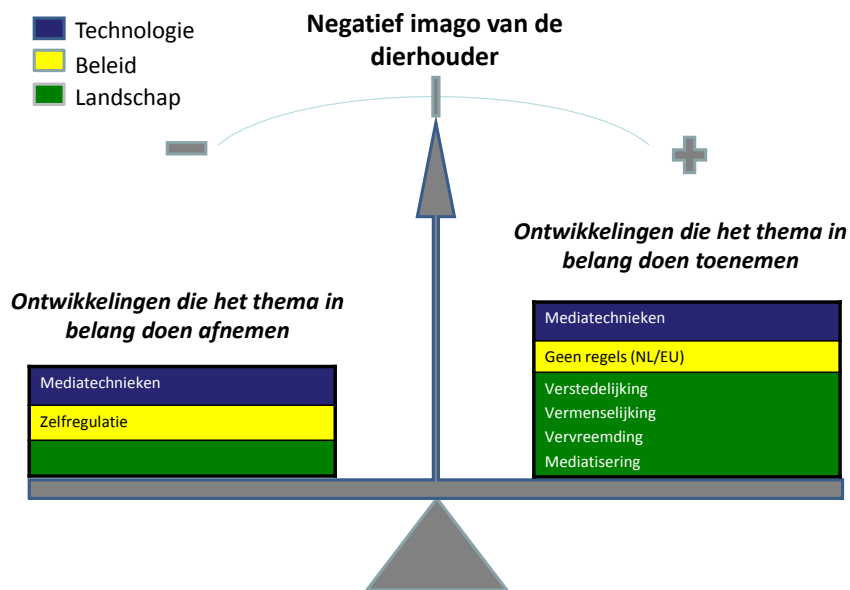 Technologie
Beleid
Landschap
Negatief imago van de
dierhouder
Ontwikkelingen die het thema in
belang doen afnemen
Mediatechnieken
Zelfregulatie
Ontwikkelingen die het thema in
belang doen toenemen
Mediatechnieken
Geen regels (NL/EU)
Verstedelijking
Vermenselijking
Vervreemding
Mediatisering